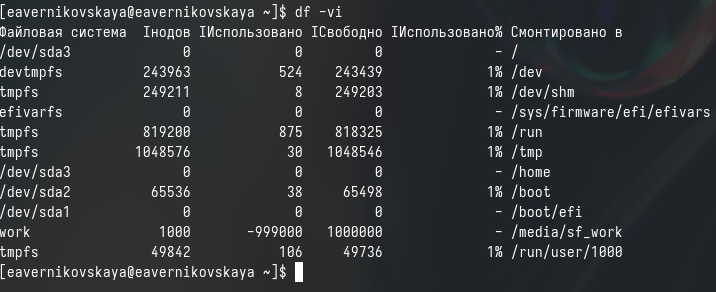 [eavernikovskaya@eavernikovskaya ~]$ df -vi
Файловая система Iнодов IИспользовано IСвободно IИспользовано% Смонтировано в
/dev/sda3 0 0 0 - /
devtmpfs 243963 524 243439 1% /dev
tmpfs 249211 8 249203 1% /dev/shm
efivarfs 0 0 0 - /sys/firmware/efi/efivars
tmpfs 819200 875 818325 1% /run
tmpfs 1048576 30 1048546 1% /tmp
/dev/sda3 0 0 0 - /home
/dev/sda2 65536 38 65498 1% /boot
/dev/sda1 0 0 0 - /boot/efi
work 1000 -999000 1000000 - /media/sf_work
tmpfs 49842 106 49736 1% /run/user/1000
[eavernikovskaya@eavernikovskaya ~]$